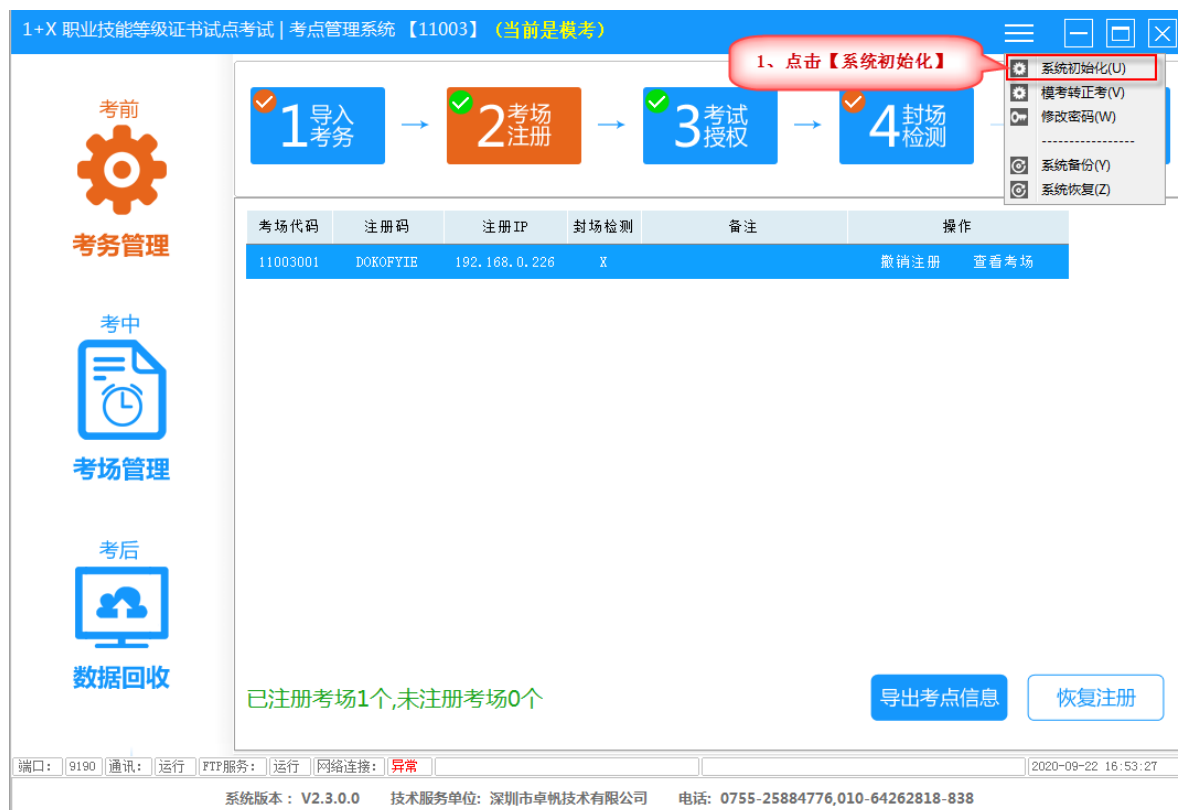 1+X 职业技能等级证书试点考试 | 考点管理系统 【11003】 (当前是模考)
1、点击【系统初始化】
系统初始化(U)
模考转正考(V)
修改密码(W)
-----------------
系统备份(Y)
系统恢复(Z)
考前
考务管理
考中
考场管理
考后
数据回收
1 导入考务
2 考场注册
3 考试授权
4 封场检测
考场代码 注册码 注册IP 封场检测 备注 操作
11003001 DOKOFYIE 192.168.0.226 X 撤销注册 查看考场
已注册考场1个,未注册考场0个
导出考点信息
恢复注册
端口: 9190 通讯: 运行 FTP服务: 运行 网络连接: 异常 2020-09-22 16:53:27
系统版本: V2.3.0.0 技术服务单位: 深圳市卓帆技术有限公司 电话: 0755-25884776,010-64262818-838